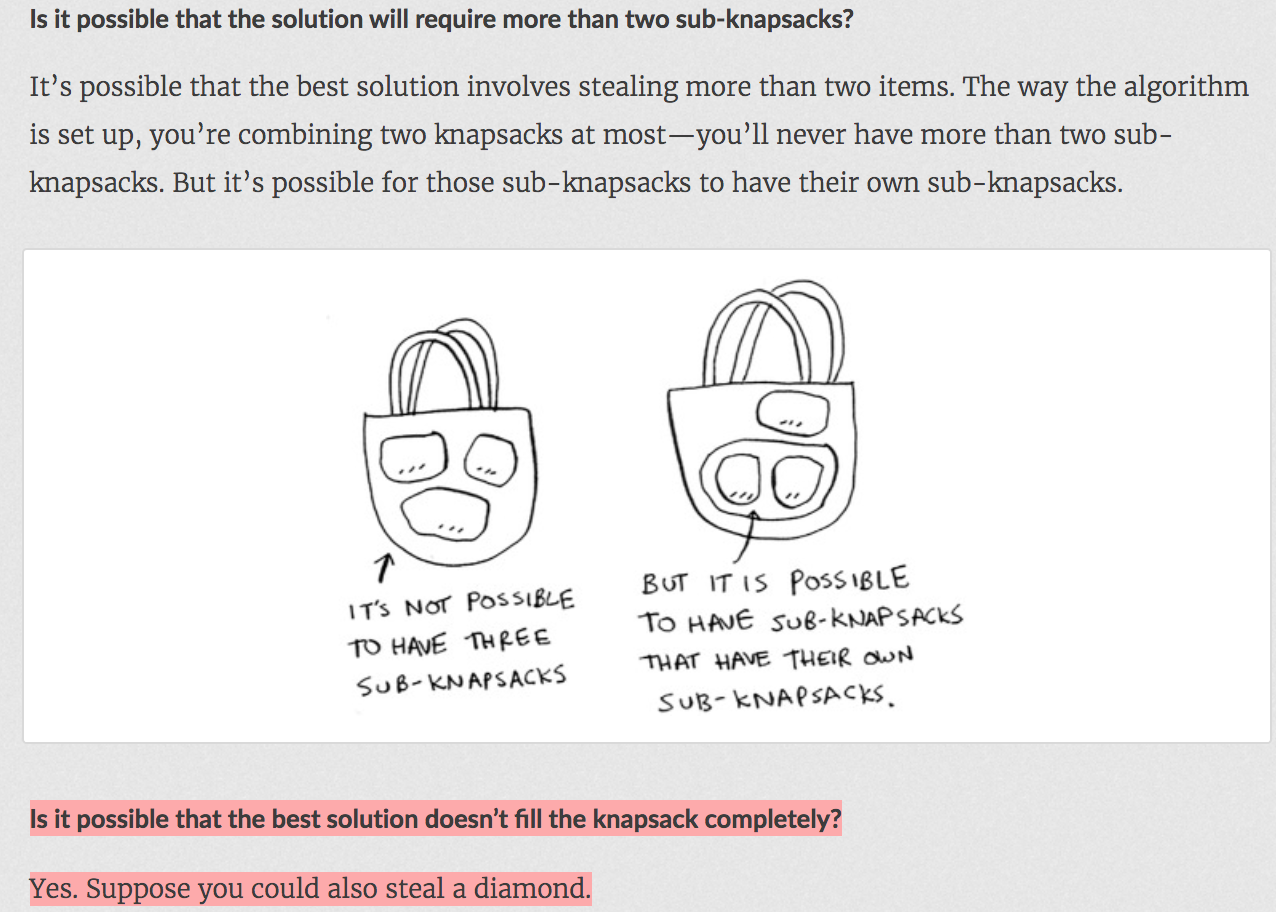 Is it possible that the solution will require more than two sub-knapsacks?
It’s possible that the best solution involves stealing more than two items. The way the algorithm
is set up, you’re combining two knapsacks at most—you’ll never have more than two sub-
knapsacks. But it’s possible for those sub-knapsacks to have their own sub-knapsacks.
IT'S NOT POSSIBLE
TO HAVE THREE
SUB-KNAPSACKS
BUT IT IS POSSIBLE
TO HAVE SUB-KNAPSACKS
THAT HAVE THEIR OWN
SUB-KNAPSACKS.
Is it possible that the best solution doesn’t fill the knapsack completely?
Yes. Suppose you could also steal a diamond.